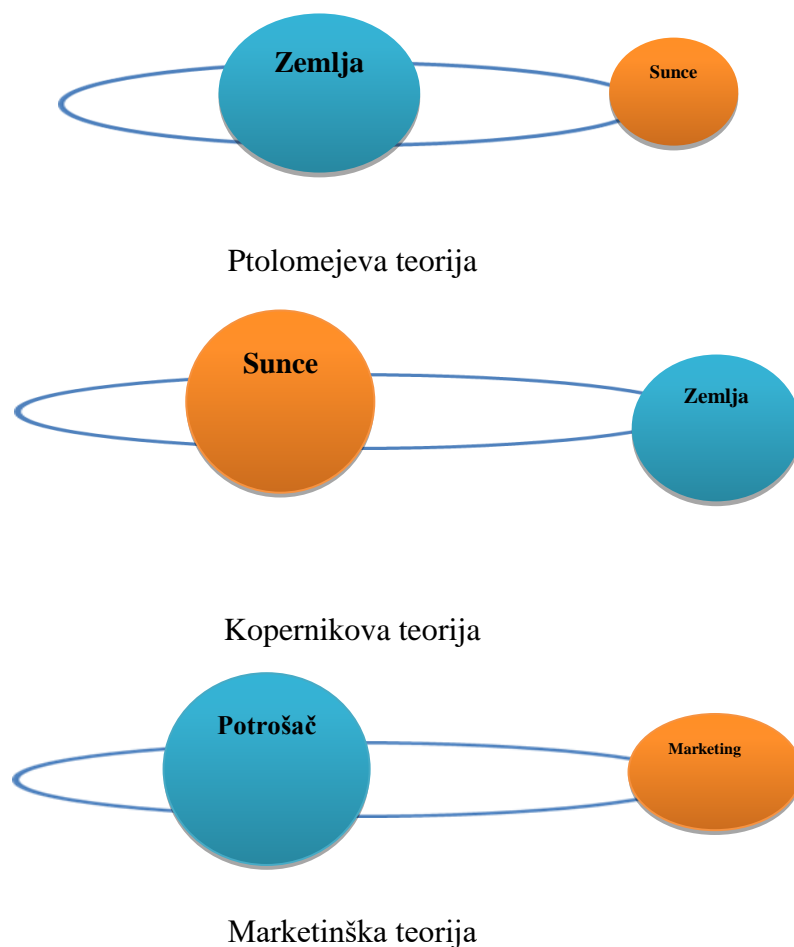 Zemlja
Sunce
Ptolomejeva teorija
Sunce
Zemlja
Kopernikova teorija
Potrošač
Marketing
Marketinška teorija